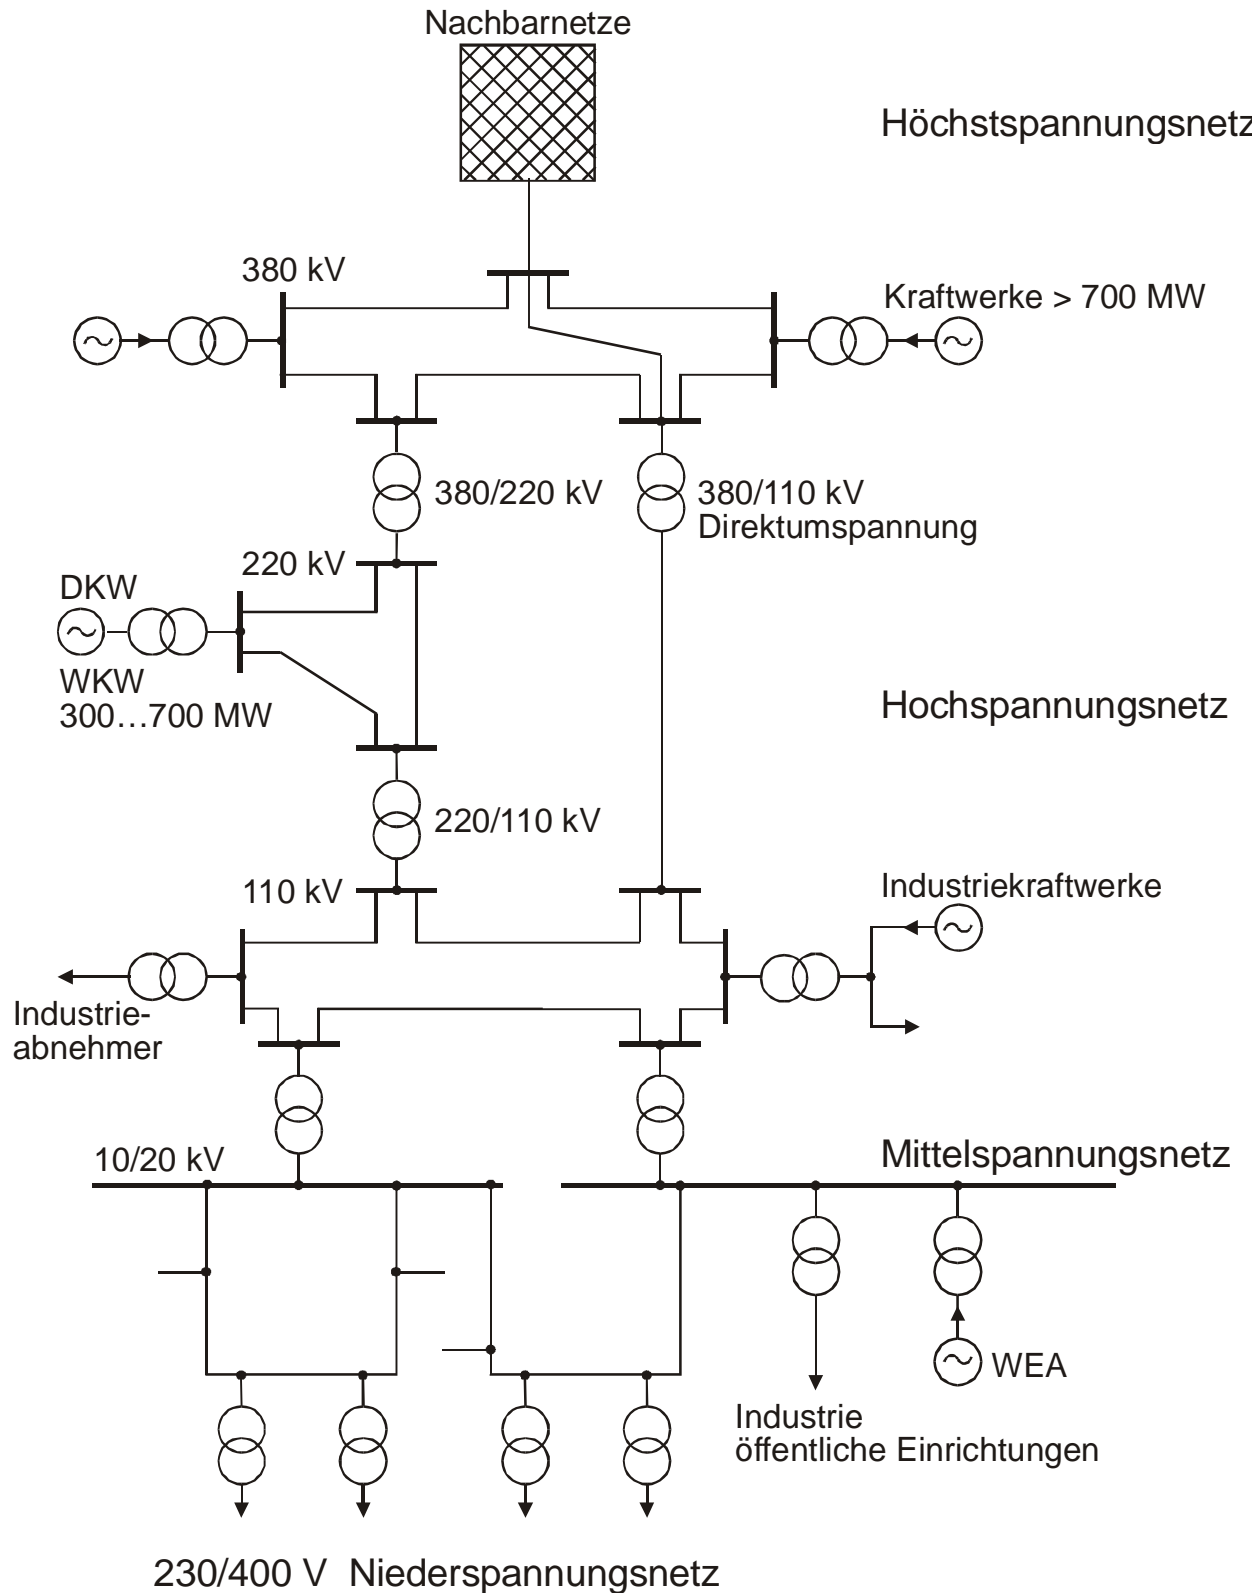 Nachbarnetze
Höchstspannungsnetz
380 kV
Kraftwerke > 700 MW
380/220 kV
380/110 kV
Direktumspannung
220 kV
DKW
WKW
300...700 MW
Hochspannungsnetz
220/110 kV
110 kV
Industriekraftwerke
Industrie-
abnehmer
10/20 kV
Mittelspannungsnetz
WEA
Industrie
öffentliche Einrichtungen
230/400 V Niederspannungsnetz